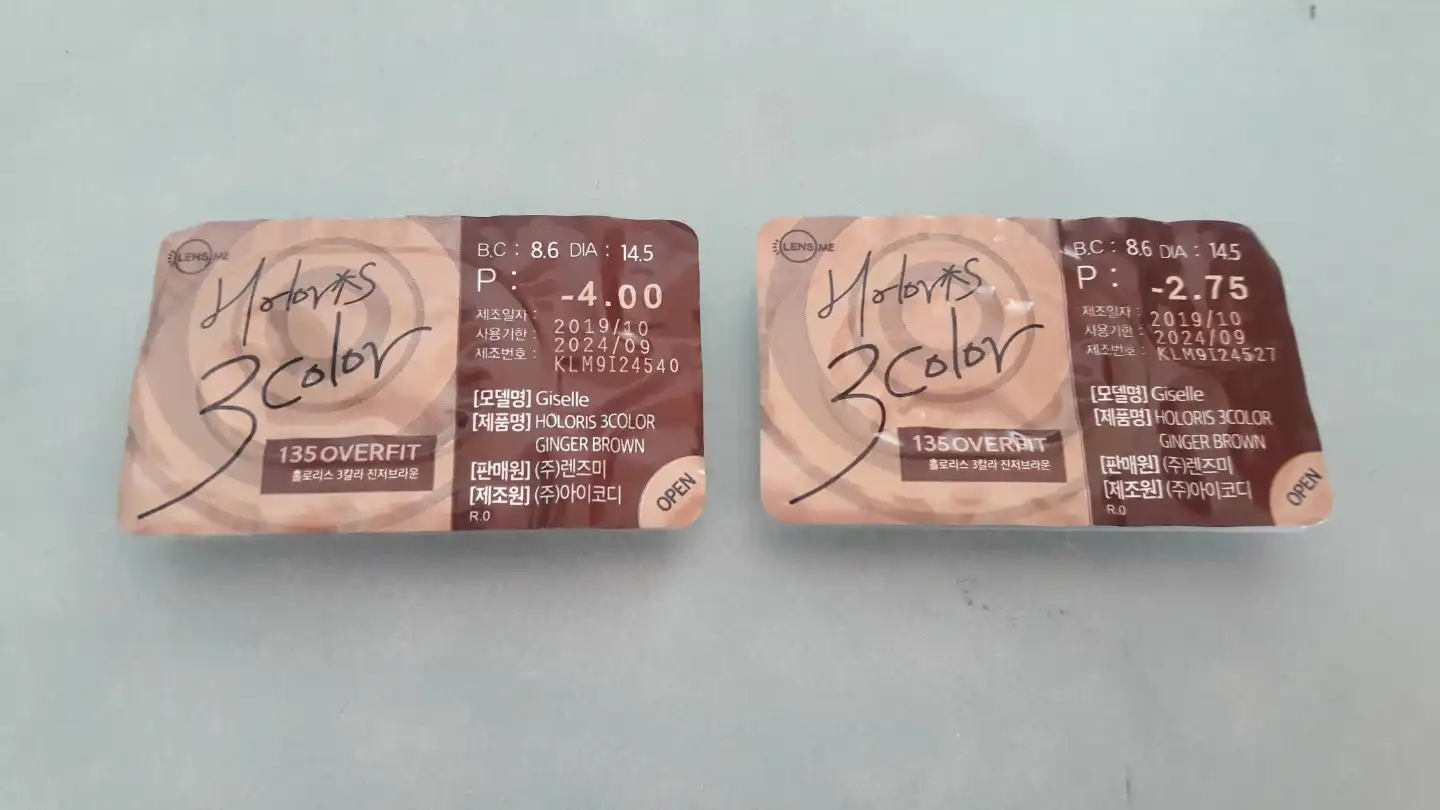 LENS ME
Holoris
3color
135 OVERFIT
홀로리스 3칼라 진저브라운
B.C : 8.6 DIA : 14.5
P : -4.00
제조일자 : 2019/10
사용기한 : 2024/09
제조번호 : KLM9I24540
[모델명] Giselle
[제품명] HOLORIS 3COLOR
GINGER BROWN
[판매원] (주)렌즈미
[제조원] (주)아이코디
R.0
OPEN
LENS ME
Holoris
3color
135 OVERFIT
홀로리스 3칼라 진저브라운
B.C : 8.6 DIA : 14.5
P : -2.75
제조일자 : 2019/10
사용기한 : 2024/09
제조번호 : KLM9I24527
[모델명] Giselle
[제품명] HOLORIS 3COLOR
GINGER BROWN
[판매원] (주)렌즈미
[제조원] (주)아이코디
R.0
OPEN